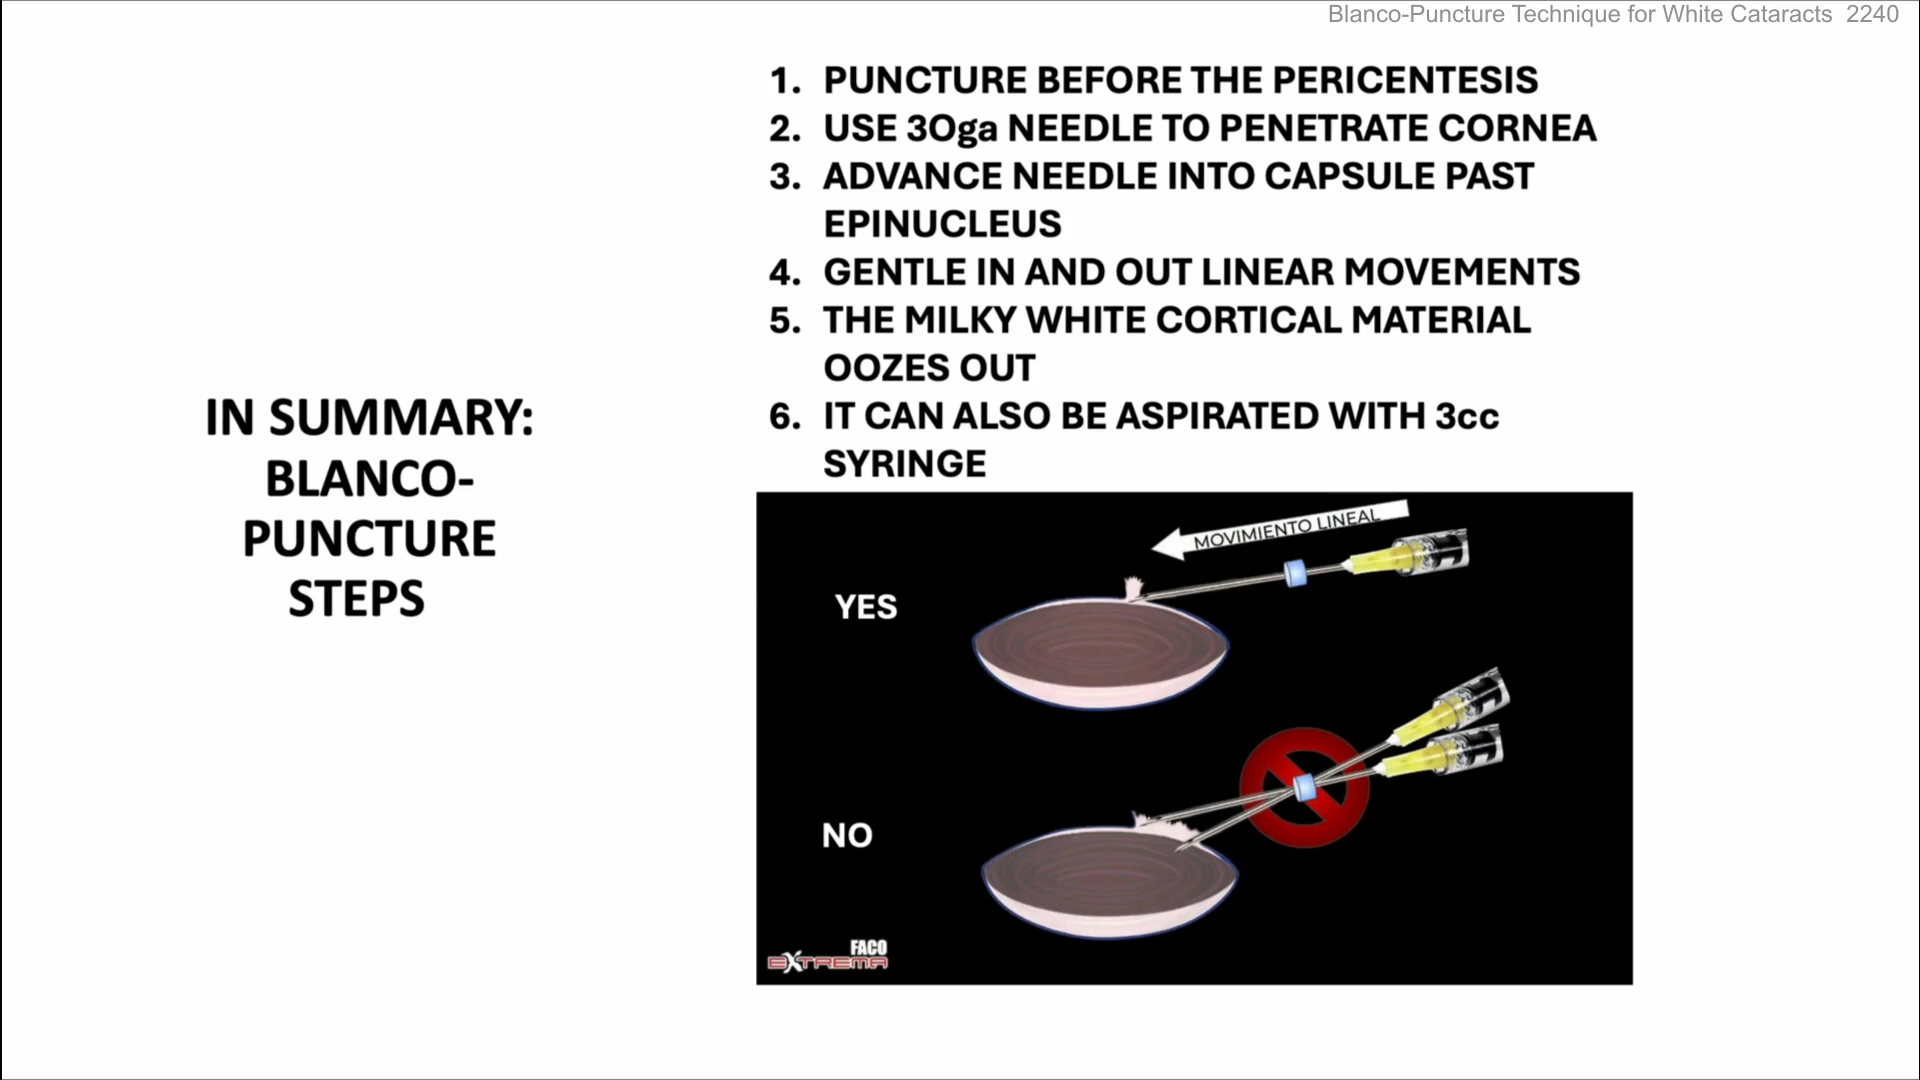 Blanco-Puncture Technique for White Cataracts 2240
IN SUMMARY:
BLANCO-
PUNCTURE
STEPS
1. PUNCTURE BEFORE THE PERICENTESIS
2. USE 3Oga NEEDLE TO PENETRATE CORNEA
3. ADVANCE NEEDLE INTO CAPSULE PAST
EPINUCLEUS
4. GENTLE IN AND OUT LINEAR MOVEMENTS
5. THE MILKY WHITE CORTICAL MATERIAL
OOZES OUT
6. IT CAN ALSO BE ASPIRATED WITH 3cc
SYRINGE
MOVIMIENTO LINEAL
YES
NO
FACO
EXTREMA